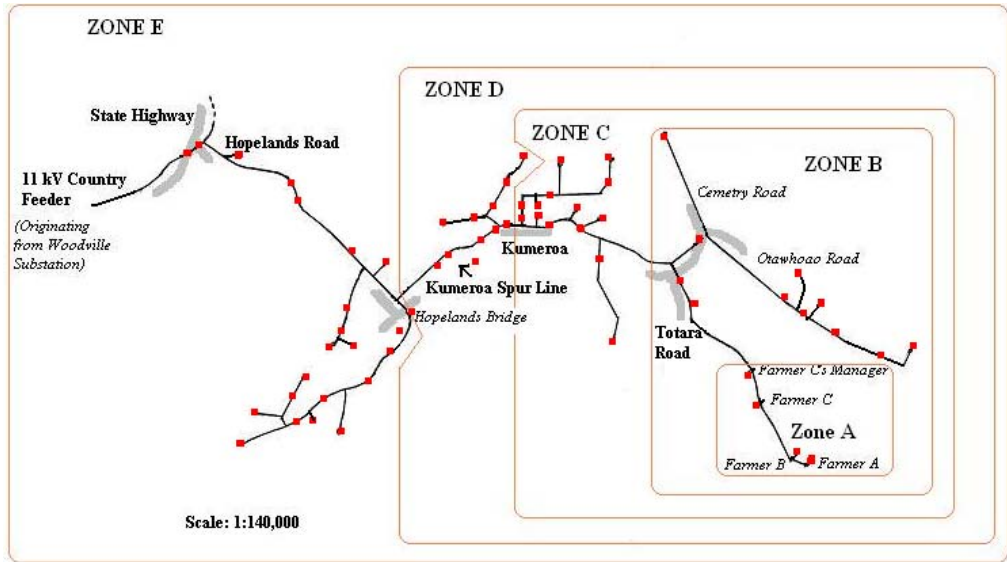 ZONE E
ZONE D
State Highway
ZONE C
Hopelands Road
ZONE B
11 kV Country
Feeder
(Originating
from Woodville
Substation)
Cemetry Road
Kumeroa
Otawhoao Road
Kumeroa Spur Line
Hopelands Bridge
Totara
Road
Farmer C's Manager
Farmer C
Zone A
Farmer B
Farmer A
Scale: 1:140,000